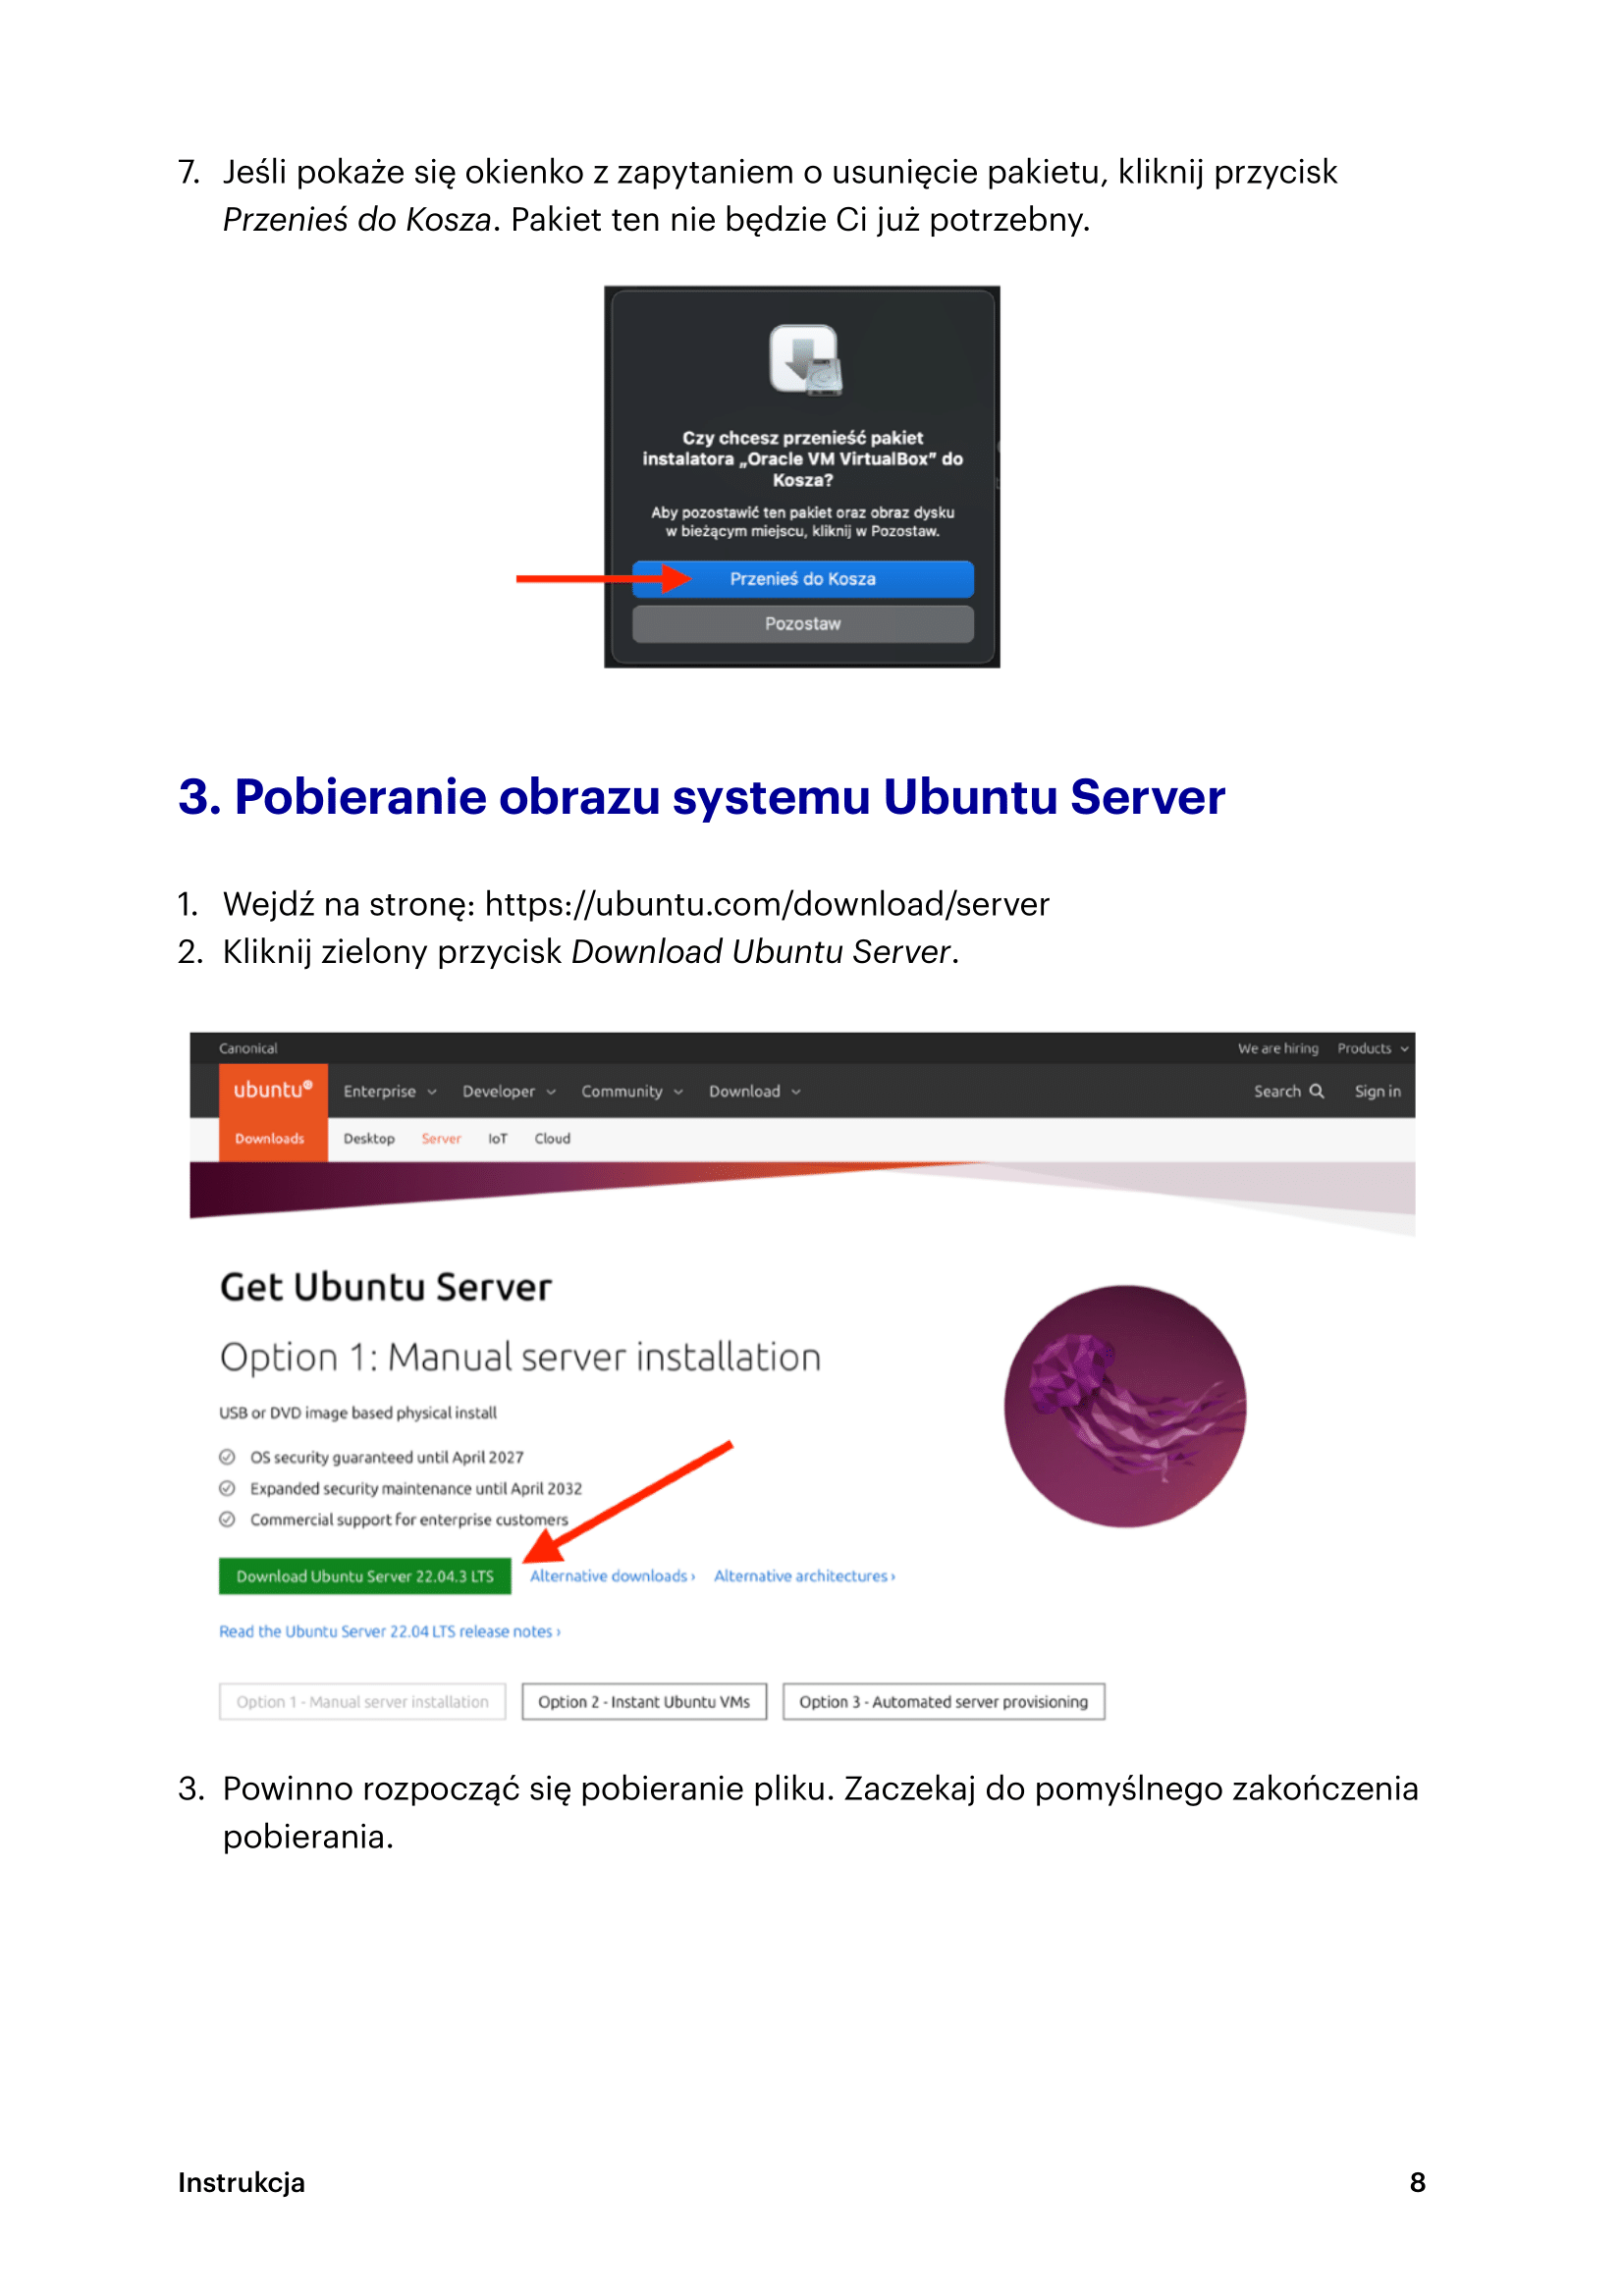 7. Jeśli pokaże się okienko z zapytaniem o usunięcie pakietu, kliknij przycisk
Przenieś do Kosza. Pakiet ten nie będzie Ci już potrzebny.
Czy chcesz przenieść pakiet
instalatora „Oracle VM VirtualBox” do
Kosza?
Aby pozostawić ten pakiet oraz obraz dysku
w bieżącym miejscu, kliknij w Pozostaw.
Przenieś do Kosza
Pozostaw
3. Pobieranie obrazu systemu Ubuntu Server
1. Wejdź na stronę: https://ubuntu.com/download/server
2. Kliknij zielony przycisk Download Ubuntu Server.
Canonical We are hiring Products
ubuntu® Enterprise Developer Community Download Search Sign in
Downloads Desktop Server IoT Cloud
Get Ubuntu Server
Option 1: Manual server installation
USB or DVD image based physical install
OS security guaranteed until April 2027
Expanded security maintenance until April 2032
Commercial support for enterprise customers
Download Ubuntu Server 22.04.3 LTS Alternative downloads › Alternative architectures ›
Read the Ubuntu Server 22.04 LTS release notes ›
Option 1 - Manual server installation Option 2 - Instant Ubuntu VMs Option 3 - Automated server provisioning
3. Powinno rozpocząć się pobieranie pliku. Zaczekaj do pomyślnego zakończenia
pobierania.
Instrukcja 8